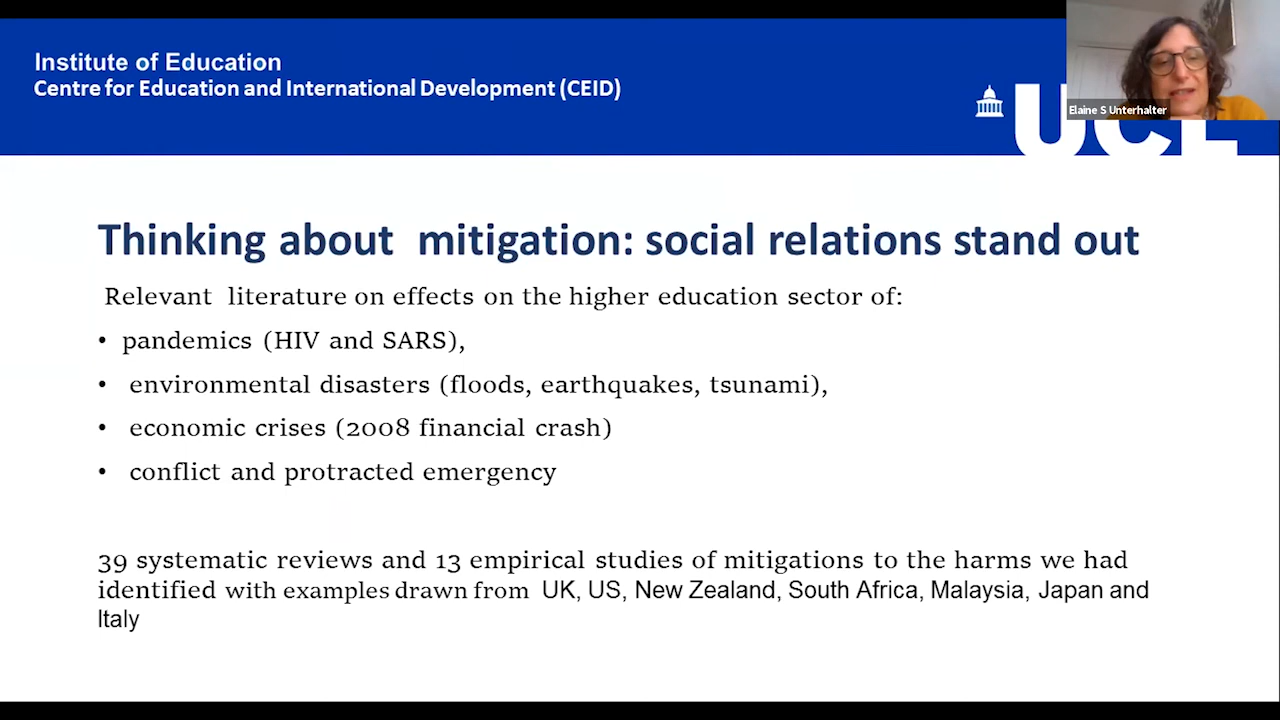 Institute of Education
Centre for Education and International Development (CEID)
UCL
Elaine S Unterhalter
Thinking about  mitigation: social relations stand out
Relevant  literature on effects on the higher education sector of:
• pandemics (HIV and SARS),
• environmental disasters (floods, earthquakes, tsunami),
• economic crises (2008 financial crash)
• conflict and protracted emergency
39 systematic reviews and 13 empirical studies of mitigations to the harms we had
identified with examples drawn from  UK, US, New Zealand, South Africa, Malaysia, Japan and
Italy